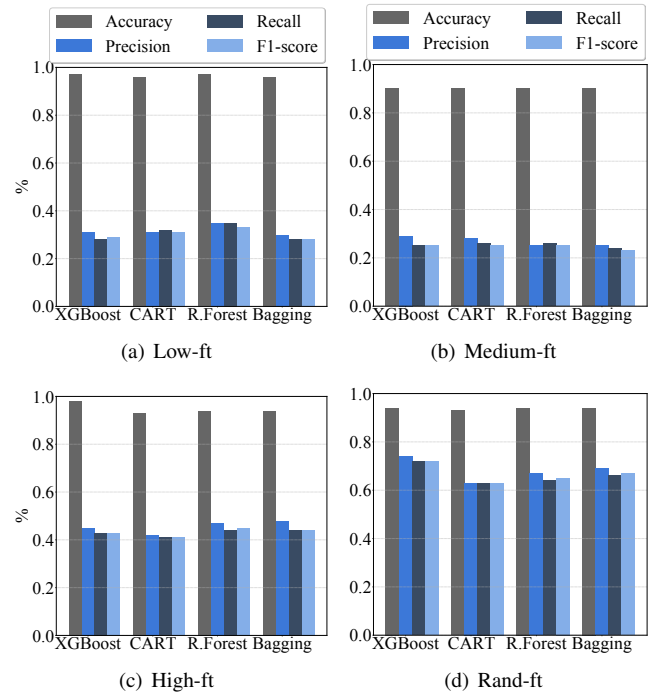 Accuracy
Recall
Precision
F1-score
1.0
0.8
0.6
0.4
0.2
0.0
%
XGBoost CART R.Forest Bagging
(a) Low-ft
Accuracy
Recall
Precision
F1-score
1.0
0.8
0.6
0.4
0.2
0.0
XGBoost CART R.Forest Bagging
(b) Medium-ft
1.0
0.8
0.6
0.4
0.2
0.0
%
XGBoost CART R.Forest Bagging
(c) High-ft
1.0
0.8
0.6
0.4
0.2
0.0
XGBoost CART R.Forest Bagging
(d) Rand-ft